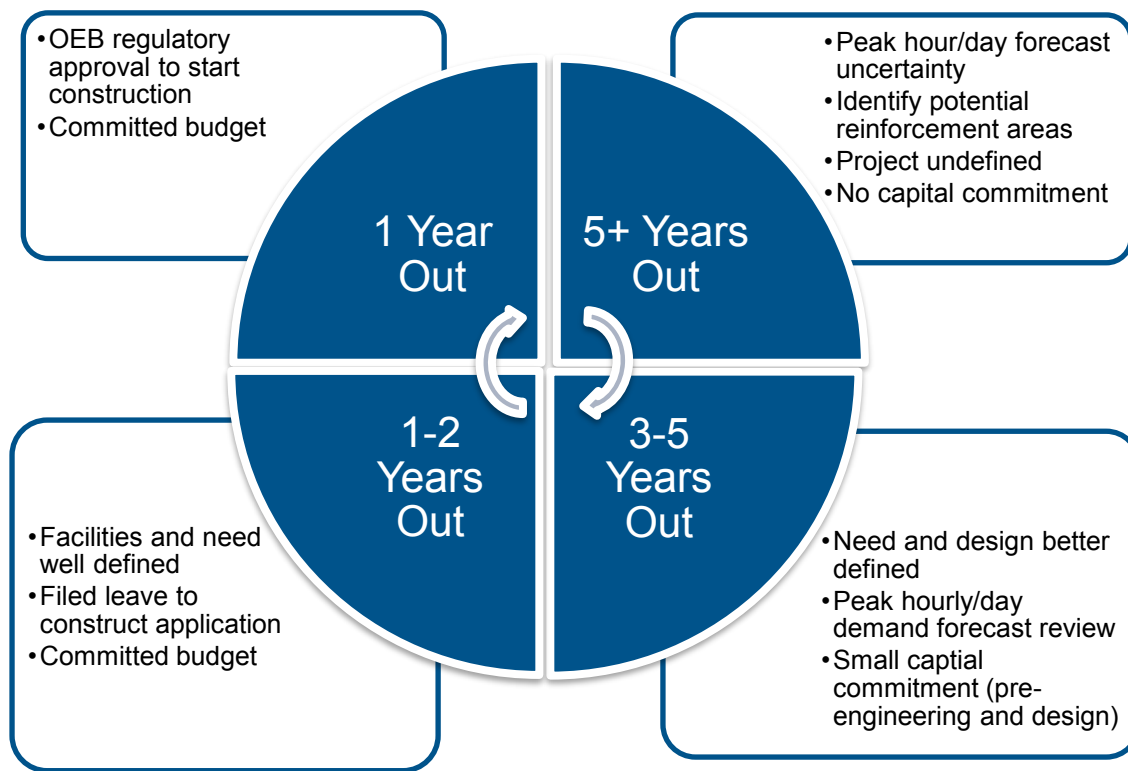 •OEB regulatory
approval to start
construction
•Committed budget
•Peak hour/day forecast
uncertainty
•Identify potential
reinforcement areas
•Project undefined
•No capital commitment
1 Year
Out
5+ Years
Out
1-2
Years
Out
3-5
Years
Out
•Facilities and need
well defined
•Filed leave to
construct application
•Committed budget
•Need and design better
defined
•Peak hourly/day
demand forecast review
•Small captial
commitment (pre-
engineering and design)